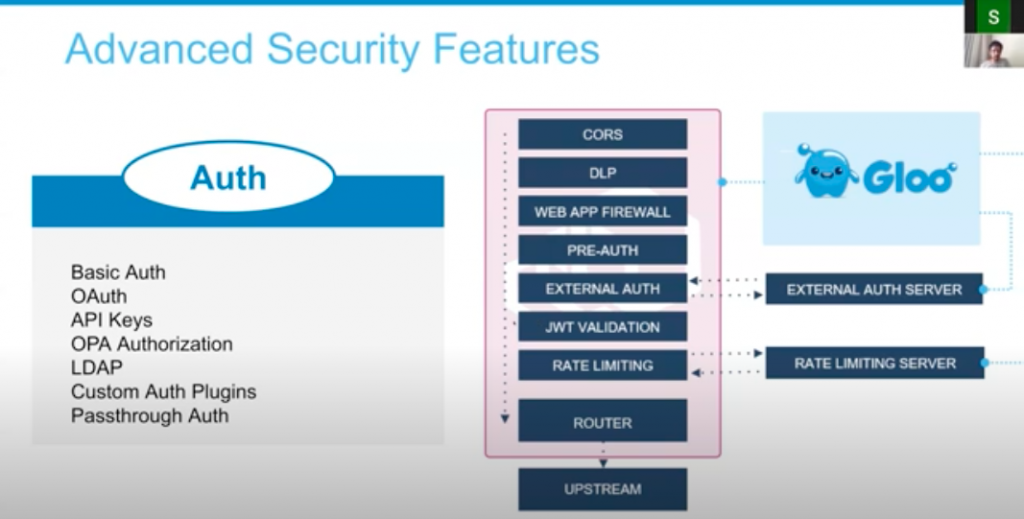 Advanced Security Features
S
Auth
Basic Auth
OAuth
API Keys
OPA Authorization
LDAP
Custom Auth Plugins
Passthrough Auth
CORS
DLP
WEB APP FIREWALL
PRE-AUTH
EXTERNAL AUTH
JWT VALIDATION
RATE LIMITING
ROUTER
UPSTREAM
Gloo
EXTERNAL AUTH SERVER
RATE LIMITING SERVER